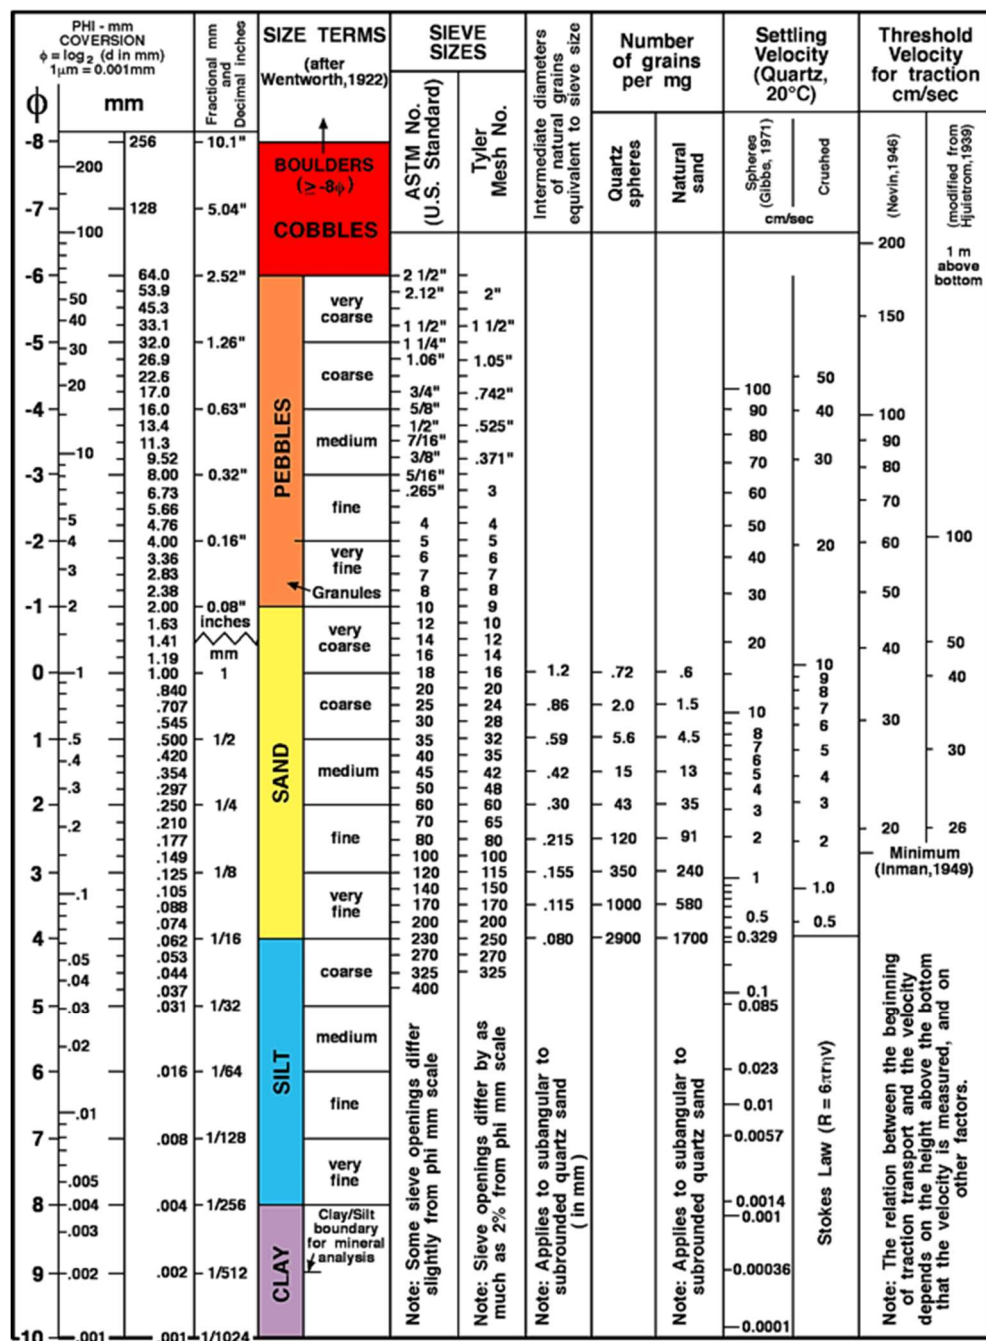 PHI - mm
COVERSION
ϕ = log₂ (d in mm)
1μm = 0.001mm
ϕ
mm
Fractional mm
and
Decimal inches
SIZE TERMS
(after
Wentworth,1922)
SIEVE
SIZES
ASTM No.
(U.S. Standard)
Tyler
Mesh No.
Intermediate diameters
of natural grains
equivalent to sieve size
Number
of grains
per mg
Quartz
spheres
Natural
sand
Settling
Velocity
(Quartz,
20°C)
Spheres
(Gibbs, 1971)
Crushed
cm/sec
Threshold
Velocity
for traction
cm/sec
(Nevin,1946)
(modified from
Hjuistrom,1939)
1 m
above
bottom
-8
-7
-6
-5
-4
-3
-2
-1
0
1
2
3
4
5
6
7
8
9
10
200
100
50
40
30
20
10
5
4
3
2
1
.5
.4
.3
.2
.1
.05
.04
.03
.02
.01
.005
.004
.003
.002
.001
256
128
64.0
53.9
45.3
33.1
32.0
26.9
22.6
17.0
16.0
13.4
11.3
9.52
8.00
6.73
5.66
4.76
4.00
3.36
2.83
2.38
2.00
1.63
1.41
1.19
1.00
.840
.707
.545
.500
.420
.354
.297
.250
.210
.177
.149
.125
.105
.088
.074
.062
.053
.044
.037
.031
.016
.008
.004
.002
.001
10.1"
5.04"
2.52"
1.26"
0.63"
0.32"
0.16"
0.08"
inches
mm
1
1/2
1/4
1/8
1/16
1/32
1/64
1/128
1/256
1/512
1/1024
BOULDERS
(≥ -8ϕ)
COBBLES
PEBBLES
SAND
SILT
CLAY
very
coarse
coarse
medium
fine
very
fine
Granules
very
coarse
coarse
medium
fine
very
fine
coarse
medium
fine
very
fine
Clay/Silt
boundary
for mineral
analysis
2 1/2"
2.12"
1 1/2"
1 1/4"
1.06"
3/4"
5/8"
1/2"
7/16"
3/8"
5/16"
.265"
4
5
6
7
8
10
12
14
16
18
20
25
30
35
40
45
50
60
70
80
100
120
140
170
200
230
270
325
400
2"
1 1/2"
1.05"
.742"
.525"
.371"
3
4
5
6
7
8
9
10
12
14
16
20
24
28
32
35
42
48
60
65
80
100
115
150
170
200
250
270
325
1.2
.86
.59
.42
.30
.215
.155
.115
.080
.72
2.0
5.6
15
43
120
350
1000
2900
.6
1.5
4.5
13
35
91
240
580
1700
100
90
80
70
60
50
40
30
20
10
8
7
6
5
4
3
2
1
0.5
0.329
0.1
0.085
0.023
0.01
0.0057
0.0014
0.001
0.00036
0.0001
50
40
30
20
10
9
8
7
6
5
4
3
2
1.0
0.5
Stokes Law (R = 6πrηv)
200
150
100
90
80
70
60
50
40
30
20
100
50
40
30
26
Minimum
(Inman,1949)
Note: Some sieve openings differ
slightly from phi mm scale
Note: Sieve openings differ by as
much as 2% from phi mm scale
Note: Applies to subangular to
subrounded quartz sand
( in mm )
Note: Applies to subangular to
subrounded quartz sand
Note: The relation between the beginning
of traction transport and the velocity
depends on the height above the bottom
that the velocity is measured, and on
other factors.